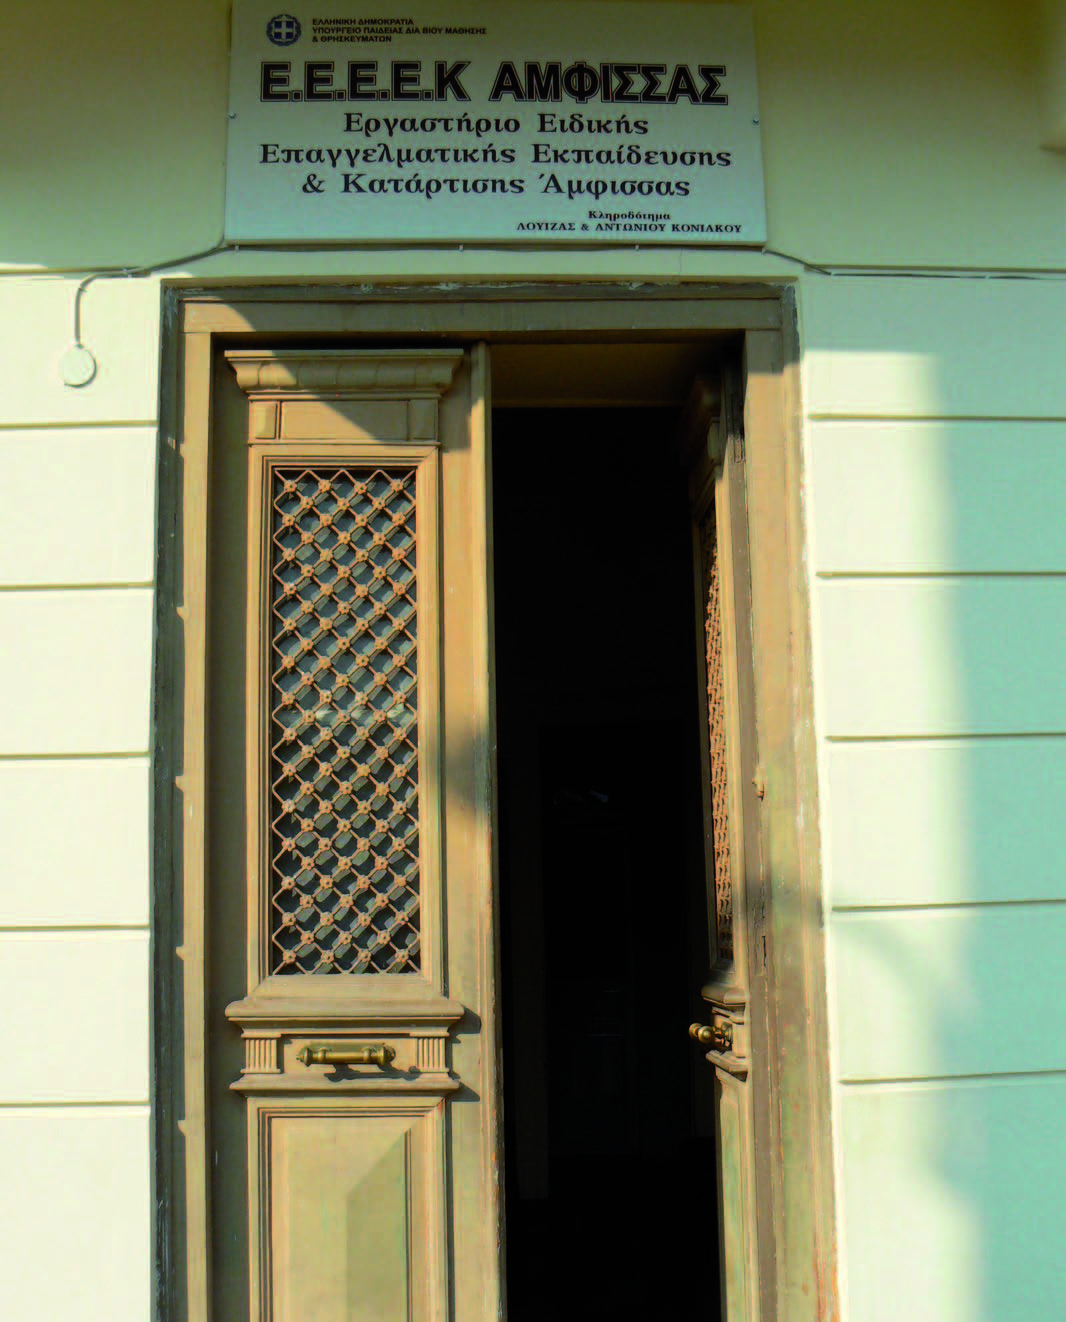 ΕΛΛΗΝΙΚΗ ΔΗΜΟΚΡΑΤΙΑ
ΥΠΟΥΡΓΕΙΟ ΠΑΙΔΕΙΑΣ ΔΙΑ ΒΙΟΥ ΜΑΘΗΣΗΣ
& ΘΡΗΣΚΕΥΜΑΤΩΝ
Ε.Ε.Ε.Ε.Κ ΑΜΦΙΣΣΑΣ
Εργαστήριο Ειδικής
Επαγγελματικής Εκπαίδευσης
& Κατάρτισης Άμφισσας
Κληροδότημα
ΛΟΥΙΖΑΣ & ΑΝΤΩΝΙΟΥ ΚΟΝΙΑΚΟΥ